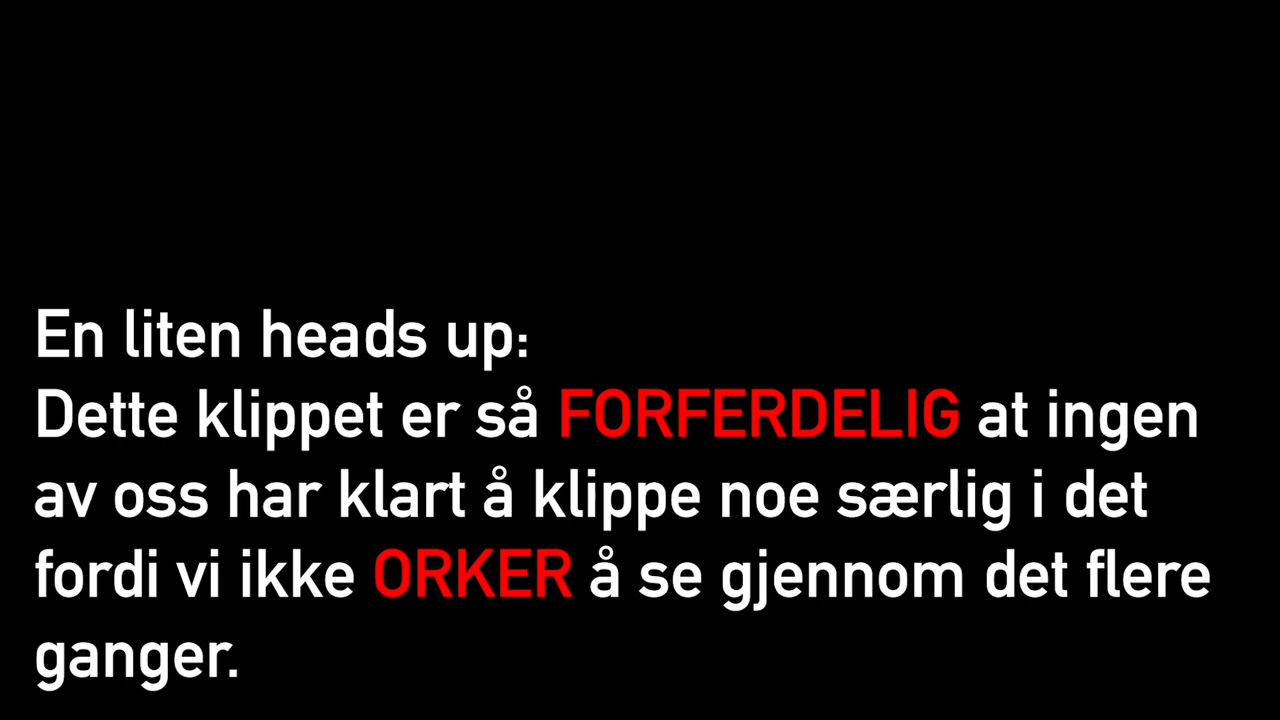 En liten heads up:
Dette klippet er så FORFERDELIG at ingen
av oss har klart å klippe noe særlig i det
fordi vi ikke ORKER å se gjennom det flere
ganger.